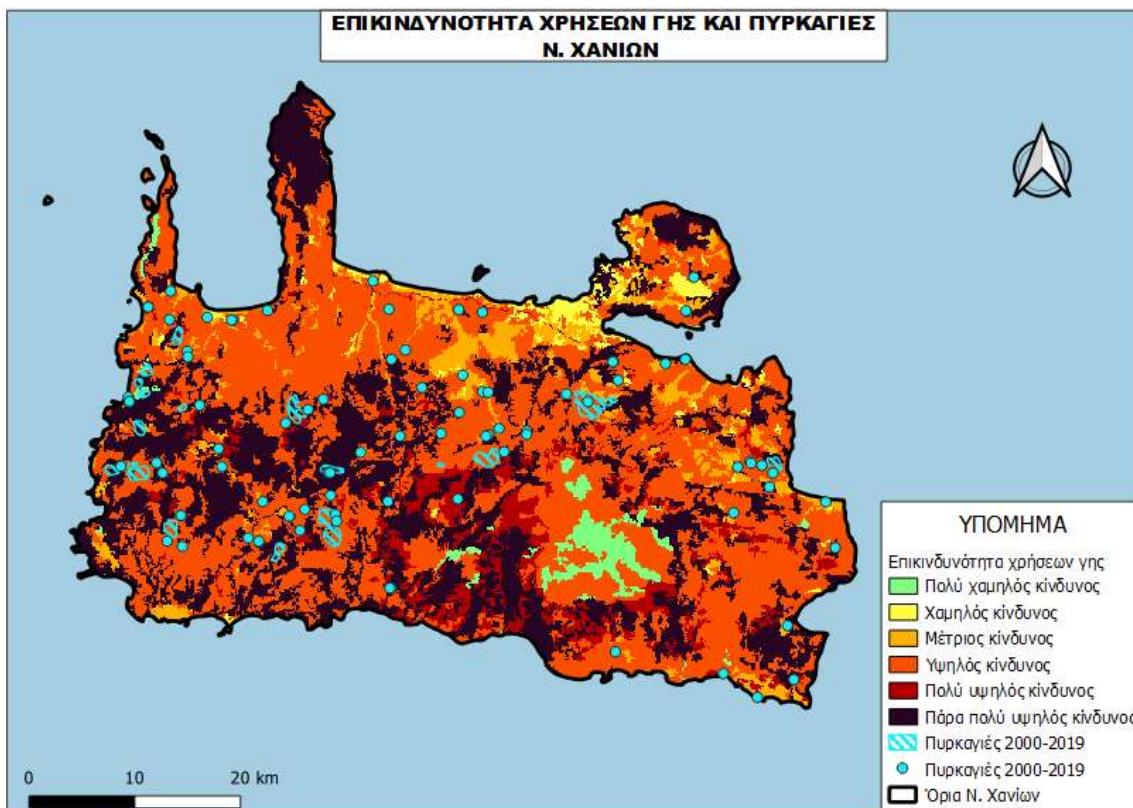 ΕΠΙΚΙΝΔΥΝΟΤΗΤΑ ΧΡΗΣΕΩΝ ΓΗΣ ΚΑΙ ΠΥΡΚΑΓΙΕΣ
Ν. ΧΑΝΙΩΝ
ΥΠΟΜΗΜΑ
Επικινδυνότητα χρήσεων γης
Πολύ χαμηλός κίνδυνος
Χαμηλός κίνδυνος
Μέτριος κίνδυνος
Υψηλός κίνδυνος
Πολύ υψηλός κίνδυνος
Πάρα πολύ υψηλός κίνδυνος
Πυρκαγιές 2000-2019
Πυρκαγιές 2000-2019
Όρια Ν. Χανίων
0 10 20 km